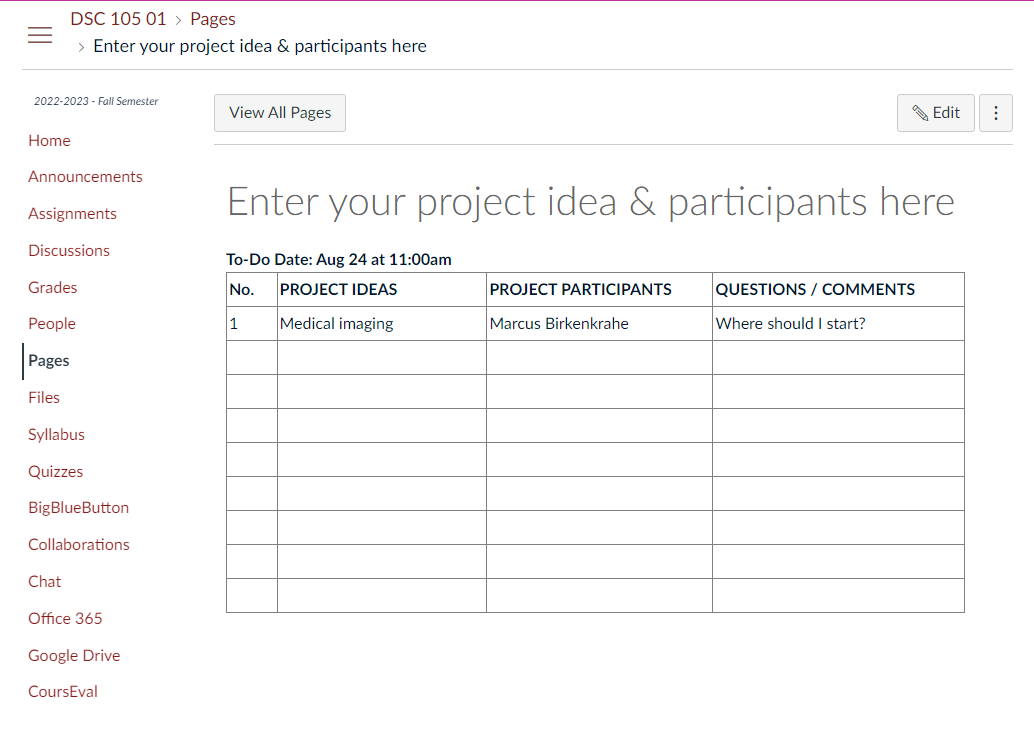 DSC 105 01 › Pages
› Enter your project idea & participants here
2022-2023 - Fall Semester
View All Pages
Edit
Home
Announcements
Assignments
Discussions
Grades
People
Pages
Files
Syllabus
Quizzes
BigBlueButton
Collaborations
Chat
Office 365
Google Drive
CoursEval
Enter your project idea & participants here
To-Do Date: Aug 24 at 11:00am
No. PROJECT IDEAS PROJECT PARTICIPANTS QUESTIONS / COMMENTS
1 Medical imaging Marcus Birkenkrahe Where should I start?